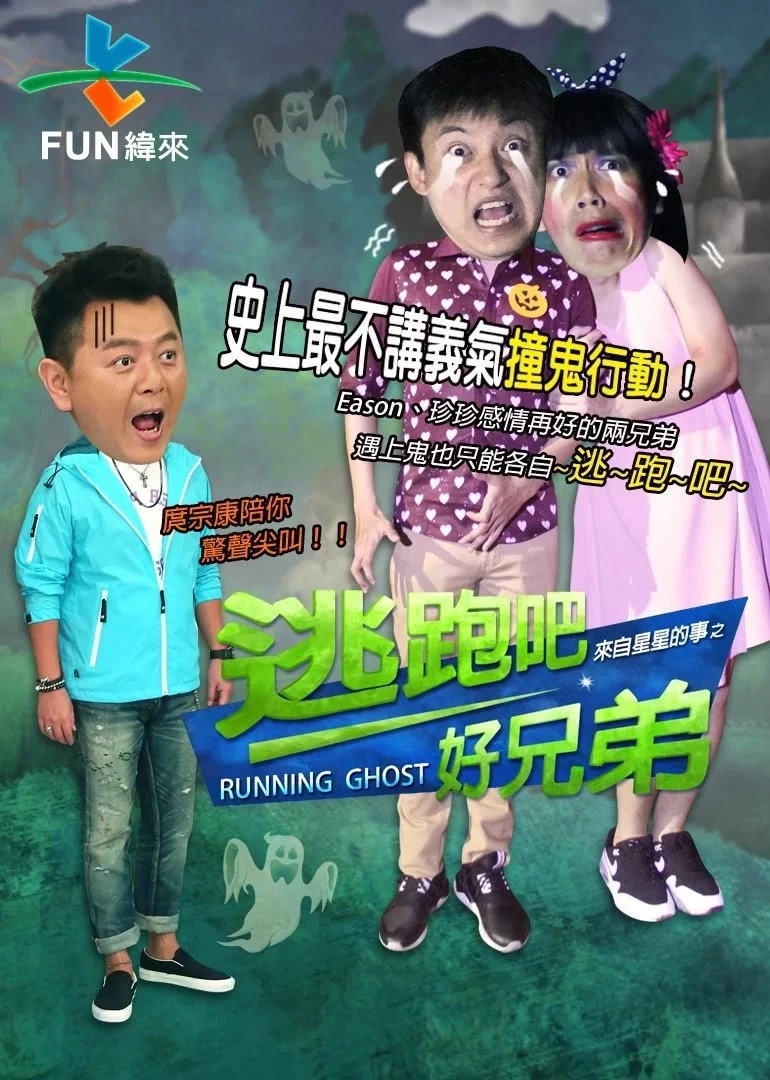 FUN緯來
史上最不講義氣撞鬼行動！
Eason、珍珍感情再好的兩兄弟
遇上鬼也只能各自~逃~跑~吧~
庹宗康陪你
驚聲尖叫！！
來自星星的事之
逃跑吧
好兄弟
RUNNING GHOST